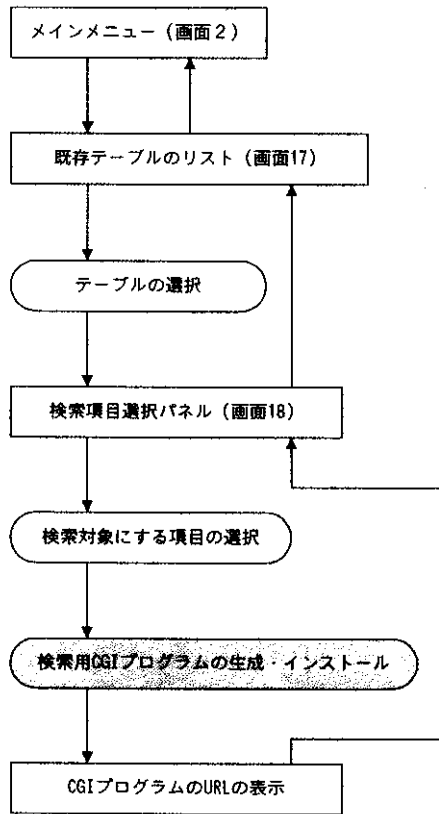 メインメニュー（画面２）
既存テーブルのリスト（画面17）
テーブルの選択
検索項目選択パネル（画面18）
検索対象にする項目の選択
検索用CGIプログラムの生成・インストール
CGIプログラムのURLの表示